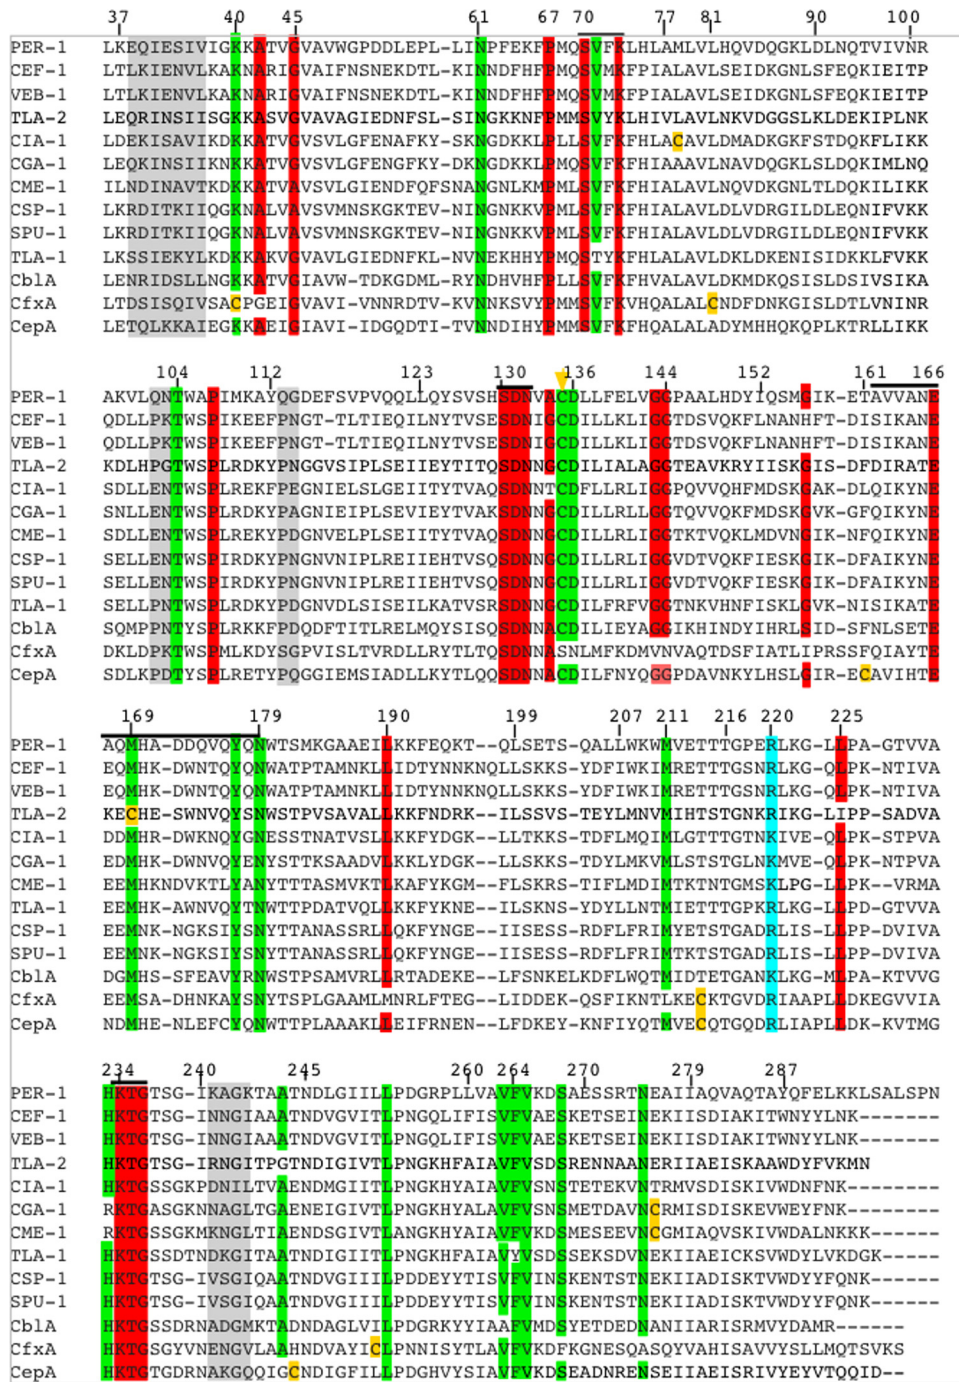 37 40 45 61 67 70 77 81 90 100
PER-1 LKEQIESIVIGKKATVGVAVWGPDDLEPL-LINPFEKFPMQSVFKLHLAMLVLHQVDQGKLDLNQTVIVNR
CEF-1 LTLKIENVLKAKNARIGVAIFNSNEKDTL-KINNDFHFPMQSVMKFPIALAVLSEIDKGNLSFEQKIEITP
VEB-1 LTLKIENVLKAKNARIGVAIFNSNEKDTL-KINNDFHFPMQSVMKFPIALAVLSEIDKGNLSFEQKIEITP
TLA-2 LEQRINSIISGKKASVGVAVAGIEDNFSL-SINGKKNFPMMSVYKLHIVLAVLNKVDGGSLKLDEKIPLNK
CIA-1 LDEKISAVIKDKKATVGVSVLGFENAFKY-SKNGDKKLPLLSVFKFHLACAVLDMADKGKFSTDQKFLIKK
CGA-1 LEQKINSIIKNKKATVGVSVLGVENGFKY-DKNGDKKLPMQSVFKFHIAAAVLNAVDQGKLSLDQKIMLNQ
CME-1 ILNDINAVTKDKKATVAVSVLGIENDFQFSNANGNLKMPMLSVFKFHIALAVLNQVDKGNLTLDQKILIKK
CSP-1 LKRDITKIIQGKNALVAVSVMNSKGKTEV-NINGNKKVPMLSVFKFHIALAVLDLVDRGILDLEQNIFVKK
SPU-1 LKRDITKIIQGKNALVAVSVMNSKGKTEV-NINGNKKVPMLSVFKFHIALAVLDLVDRGILDLEQNIFVKK
TLA-1 LKSSIEKYLKDKKAKVGVAVLGIEDNFKL-NVNEKHHYPMQSTYKFHLALAVLDKLDKENISIDKKLFVKK
CblA LENRIDSLLNGKKATVGIAVW-TDKGDML-RYNDHVHFPLLSVFKFHVALAVLDKMDKQSISLDSIVSIKA
CfxA LTDSISQIVSACPGEIGVAVI-VNNRDTV-KVNNKSVYPMMSVFKVHQALALCNDFDNKGISLDTLVNINR
CepA LETQLKKAIEGKKAEIGIAVI-IDGQDTI-TVNNDIHYPMMSVFKFHQALALADYMHHQKQPLKTRLLIKK
104 112 123 130 136 144 152 161 166
PER-1 AKVLQNTWAPIMKAYQGDEFSVPVQQLLQYSVSHSDNVACDLLFELVGGPAALHDYIQSMGIK-ETAVVANE
CEF-1 QDLLPKTWSPIKEEFPNGT-TLTIEQILNYTVSESDNIGCDILLKLIGGTDSVQKFLNANHFT-DISIKANE
VEB-1 QDLLPKTWSPIKEEFPNGT-TLTIEQILNYTVSESDNIGCDILLKLIGGTDSVQKFLNANHFT-DISIKANE
TLA-2 KDLHPGTWSPLRDKYPNGGVSIPLSEIIEYTITQSDNNGCDILIALAGGTEAVKRYIISKGIS-DFDIRATE
CIA-1 SDLLENTWSPLREKFPEGNIELSLGEIITYTVAQSDNNTCDFLLRLIGGPQVVQHFMDSKGAK-DLQIKYNE
CGA-1 SNLLENTWSPLREKYPAGNIEIPLSEVIEYTVAKSDNNGCDILLRLLGGTQVVQKFMDSKGVK-GFQIKYNE
CME-1 SDLLENTWSPLRDKYPDGNVELPLSEIITYTVAQSDNNGCDILLRLIGGTKTVQKLMDVNGIK-NFQIKYNE
CSP-1 SELLENTWSPIRDKYPNGNVNIPLREIIEHTVSQSDNNGCDILLRLIGGVDTVQKFIESKGIK-DFAIKYNE
SPU-1 SELLENTWSPIRDKYPNGNVNIPLREIIEHTVSQSDNNGCDILLRLIGGVDTVQKFIESKGIK-DFAIKYNE
TLA-1 SELLPNTWSPLRDKYPDGNVDLSISEILKATVSRSDNNGCDILFRFVGGTNKVHNFISKLGVK-NISIKATE
CblA SQMPPNTYSPLRKKFPDQDFTITLRELMQYSISQSDNNACDILIEYAGGIKHINDYIHRLSID-SFNLSETE
CfxA DKLDPKTWSPMLKDYSGPVISLTVRDLLRYTLTQSDNNASNLMFKDMVNVAQTDSFIATLIPRSSFQIAYTE
CepA SDLKPDTYSPLRETYPQGGIEMSIADLLKYTLQQSDNNACDILFNYQGGPDAVNKYLHSLGIR-ECAVIHTE
169 179 190 199 207 211 216 220 225
PER-1 AQMHA-DDQVQYQNWTSMKGAAEILKKFEQKT--QLSETS-QALLWKWMVETTTGPERLKG-LLPA-GTVVA
CEF-1 EQMHK-DWNTQYQNWATPTAMNKLLIDTYNNKNQLLSKKS-YDFIWKIMRETTTGSNRLKG-QLPK-NTIVA
VEB-1 EQMHK-DWNTQYQNWATPTAMNKLLIDTYNNKNQLLSKKS-YDFIWKIMRETTTGSNRLKG-QLPK-NTIVA
TLA-2 KECHE-SWNVQYSNWSTPVSAVALLKKFNDRK--ILSSVS-TEYLMNVMIHTSTGNKRIKG-LIPP-SADVA
CIA-1 DDMHR-DWKNQYGNESSTNATVSLLKKFYDGK--LLTKKS-TDFLMQIMLGTTTGTNKIVE-QLPK-STPVA
CGA-1 EDMHK-DWNVQYENYSTTKSAADVLKKLYDGK--LLSKKS-TDYLMKVMLSTSTGLNKMVE-QLPK-NTPVA
CME-1 EEMHKNDVKTLYANYTTTASMVKTLKAFYKGM--FLSKRS-TIFLMDIMTKTNTGMSKLPG-LLPK--VRMA
TLA-1 EEMHK-AWNVQYTNWTTPDATVQLLKKFYKNE--ILSKNS-YDYLLNTMIETTTGPKRLKG-LLPD-GTVVA
CSP-1 EEMNK-NGKSIYSNYTTANASSRLLQKFYNGE--IISESS-RDFLFRIMYETSTGADRLIS-LLPP-DVIVA
SPU-1 EEMNK-NGKSIYSNYTTANASSRLLQKFYNGE--IISESS-RDFLFRIMTKTSTGADRLIS-LLPP-DVIVA
CblA DGMHS-SFEAVYRNWSTPSAMVRLLRTADEKE--LFSNKELKDFLWQTMIDTETGANKLKG-MLPA-KTVVG
CfxA EEMSA-DHNKAYSNYTSPLGAAMLMNRLFTEG--LIDDEK-QSFIKNTLKECKTGVDRIAAPLLDKEGVVIA
CepA NDMHE-NLEFCYQNWTTPLAAAKLLEIFRNEN--LFDKEY-KNFIYQTMVECQTGQDRLIAPLLDK-KVTMG
234 240 245 260 264 270 279 287
PER-1 HKTGTSG-IKAGKTAATNDLGIILLPDGRPLLVAVFVKDSAESSRTNEAIIAQVAQTAYQFELKKLSALSPN
CEF-1 HKTGTSG-INNGIAAATNDVGVITLPNGQLIFISVFVAESKETSEINEKIISDIAKITWNYYLNK-------
VEB-1 HKTGTSG-INNGIAAATNDVGVITLPNGQLIFISVFVAESKETSEINEKIISDIAKITWNYYLNK-------
TLA-2 HKTGTSG-IRNGITPGTNDIGIVTLPNGKHFAIAVFVSDSRENNAANERIIAEISKAAWDYFVKMN
CIA-1 HKTGSSGKPDNILTVAENDMGIITLPNGKHYAIAVFVSNSTETEKVNTRMVSDISKIVWDNFNK-------
CGA-1 RKTGASGKNNAGLTGAENEIGIVTLPNGKHYALAVFVSNSMETDAVNCRMISDISKEVWEYFNK-------
CME-1 RKTGSSGKMKNGLTIAENDSGIVTLANGKHYAIAVFVKDSMESEEVNCGMIAQVSKIVWDALNKKK-----
TLA-1 HKTGSSDTNDKGITAATNDIGIITLPNGKHFAIAVYVSDSSEKSDVNEKIIAEICKSVWDYLVKDGK----
CSP-1 HKTGTSG-IVSGIQAATNDVGIIILPDDEYYTISVFVINSKENTSTNEKIIADISKTVWDYYFQNK------
SPU-1 HKTGTSG-IVSGIQAATNDVGIIILPDDEYYTISVFVINSKENTSTNEKIIADISKTVWDYYFQNK------
CblA HKTGSSDRNADGMKTADNDAGLVILPDGRKYYIAAFVMDSYETDEDNANIIARISRMVYDAMR------
CfxA HKTGSGYVNENGVLAAHNDVAYICLPNNISYTLAVFVKDFKGNESQASQYVAHISAVVYSLLMQTSVKS
CepA HKTGTGDRNAKGQQIGCNDIGFILLPDGHVYSIAVFVKDSEADNRENSEIIAEISRIVYEYVTQQID--